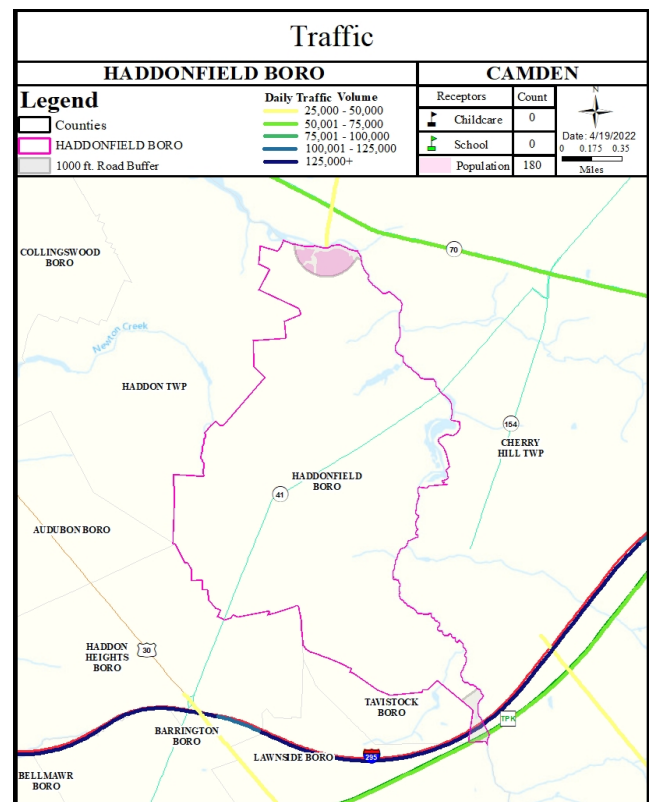 Traffic
HADDONFIELD BORO
CAMDEN
Legend
Counties
HADDONFIELD BORO
1000 ft. Road Buffer
Daily Traffic Volume
25,000 - 50,000
50,001 - 75,000
75,001 - 100,000
100,001 - 125,000
125,000+
Receptors
Count
Childcare
0
School
0
Population
180
N
Date: 4/19/2022
0 0.175 0.35
Miles
COLLINGSWOOD
BORO
70
Newton Creek
HADDON TWP
154
CHERRY
HILL TWP
HADDONFIELD
BORO
41
AUDUBON BORO
HADDON
HEIGHTS
BORO
30
TAVISTOCK
BORO
TPK
BARRINGTON
BORO
LAWNSIDE BORO
295
BELLMAWR
BORO